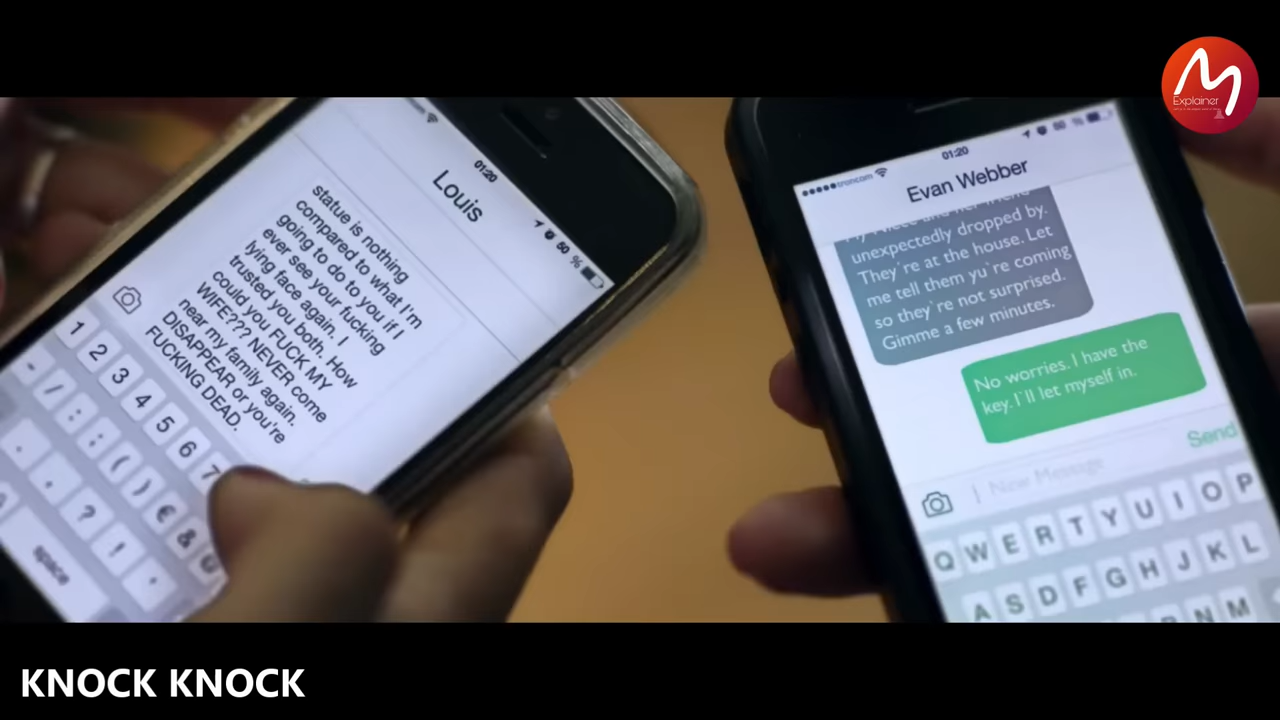 Explainer
01:20
Louis
50 %
statue is nothing
compared to what I'm
going to do to you if I
ever see your fucking
lying face again. I
trusted you both. How
could you FUCK MY
WIFE??? NEVER come
near my family again.
DISAPPEAR or you're
FUCKING DEAD.
1 2 3 4 5 6 7
- / : ; ( ) € &
. , ? ! '
space
01:20
Evan Webber
unexpectedly dropped by.
They're at the house. Let
me tell them yu're coming
so they're not surprised.
Gimme a few minutes.
No worries. I have the
key. I'll let myself in.
Send
New Message
Q W E R T Y U I O P
A S D F G H J K L
N M
KNOCK KNOCK